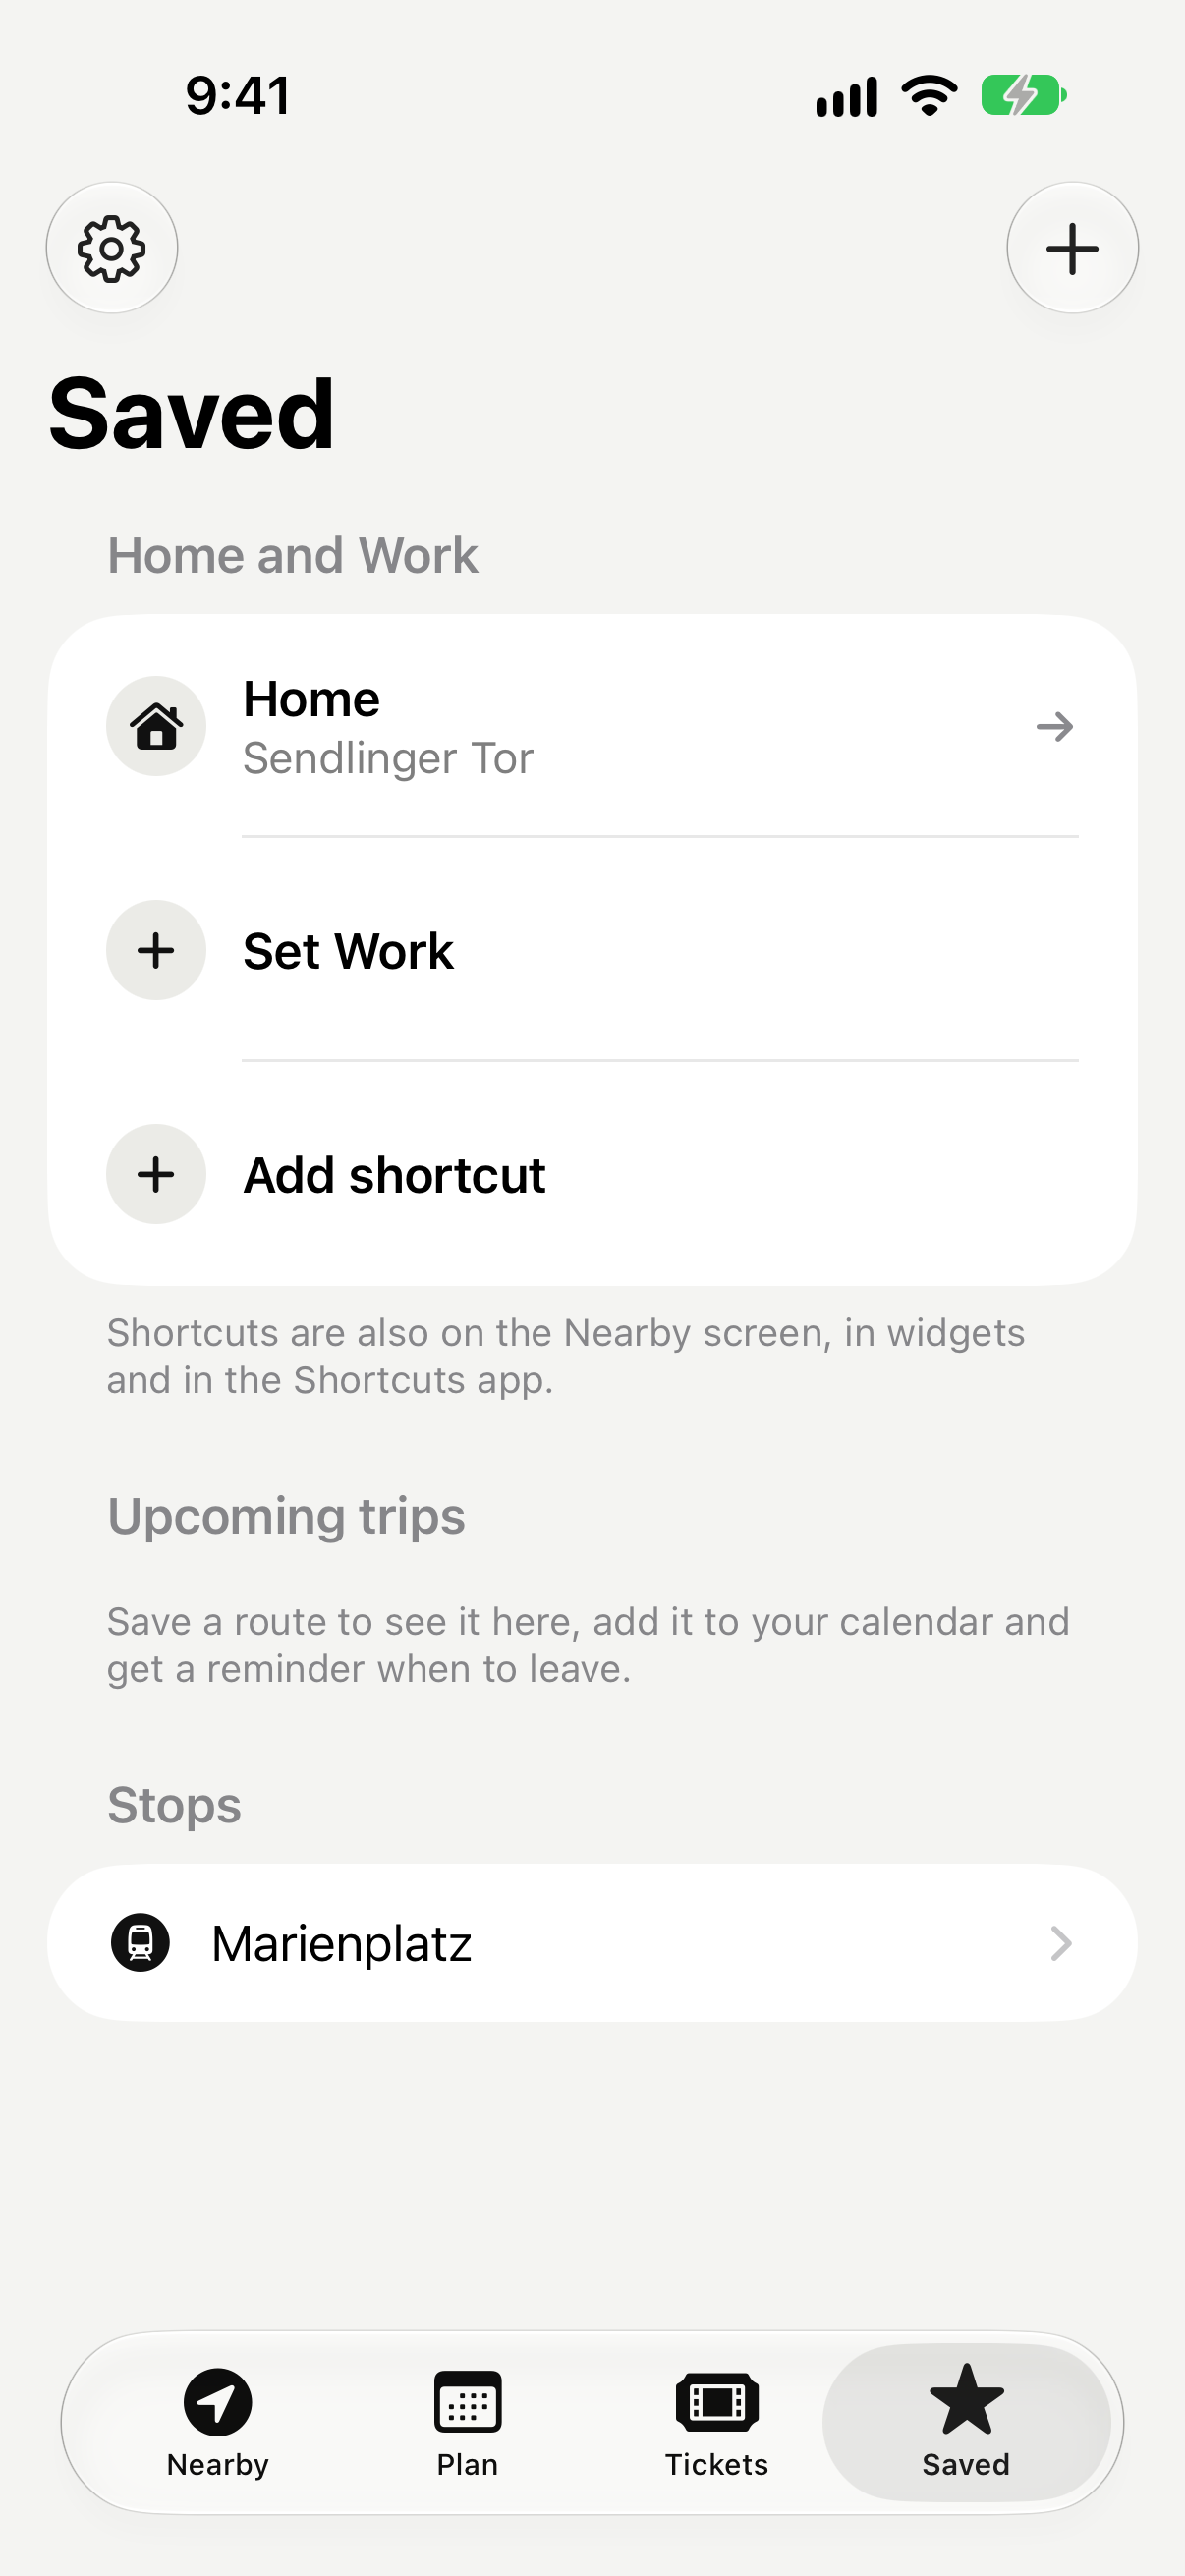 9:41
Saved
Home and Work
Home
Sendlinger Tor
Set Work
Add shortcut
Shortcuts are also on the Nearby screen, in widgets
and in the Shortcuts app.
Upcoming trips
Save a route to see it here, add it to your calendar and
get a reminder when to leave.
Stops
Marienplatz
Nearby
Plan
Tickets
Saved